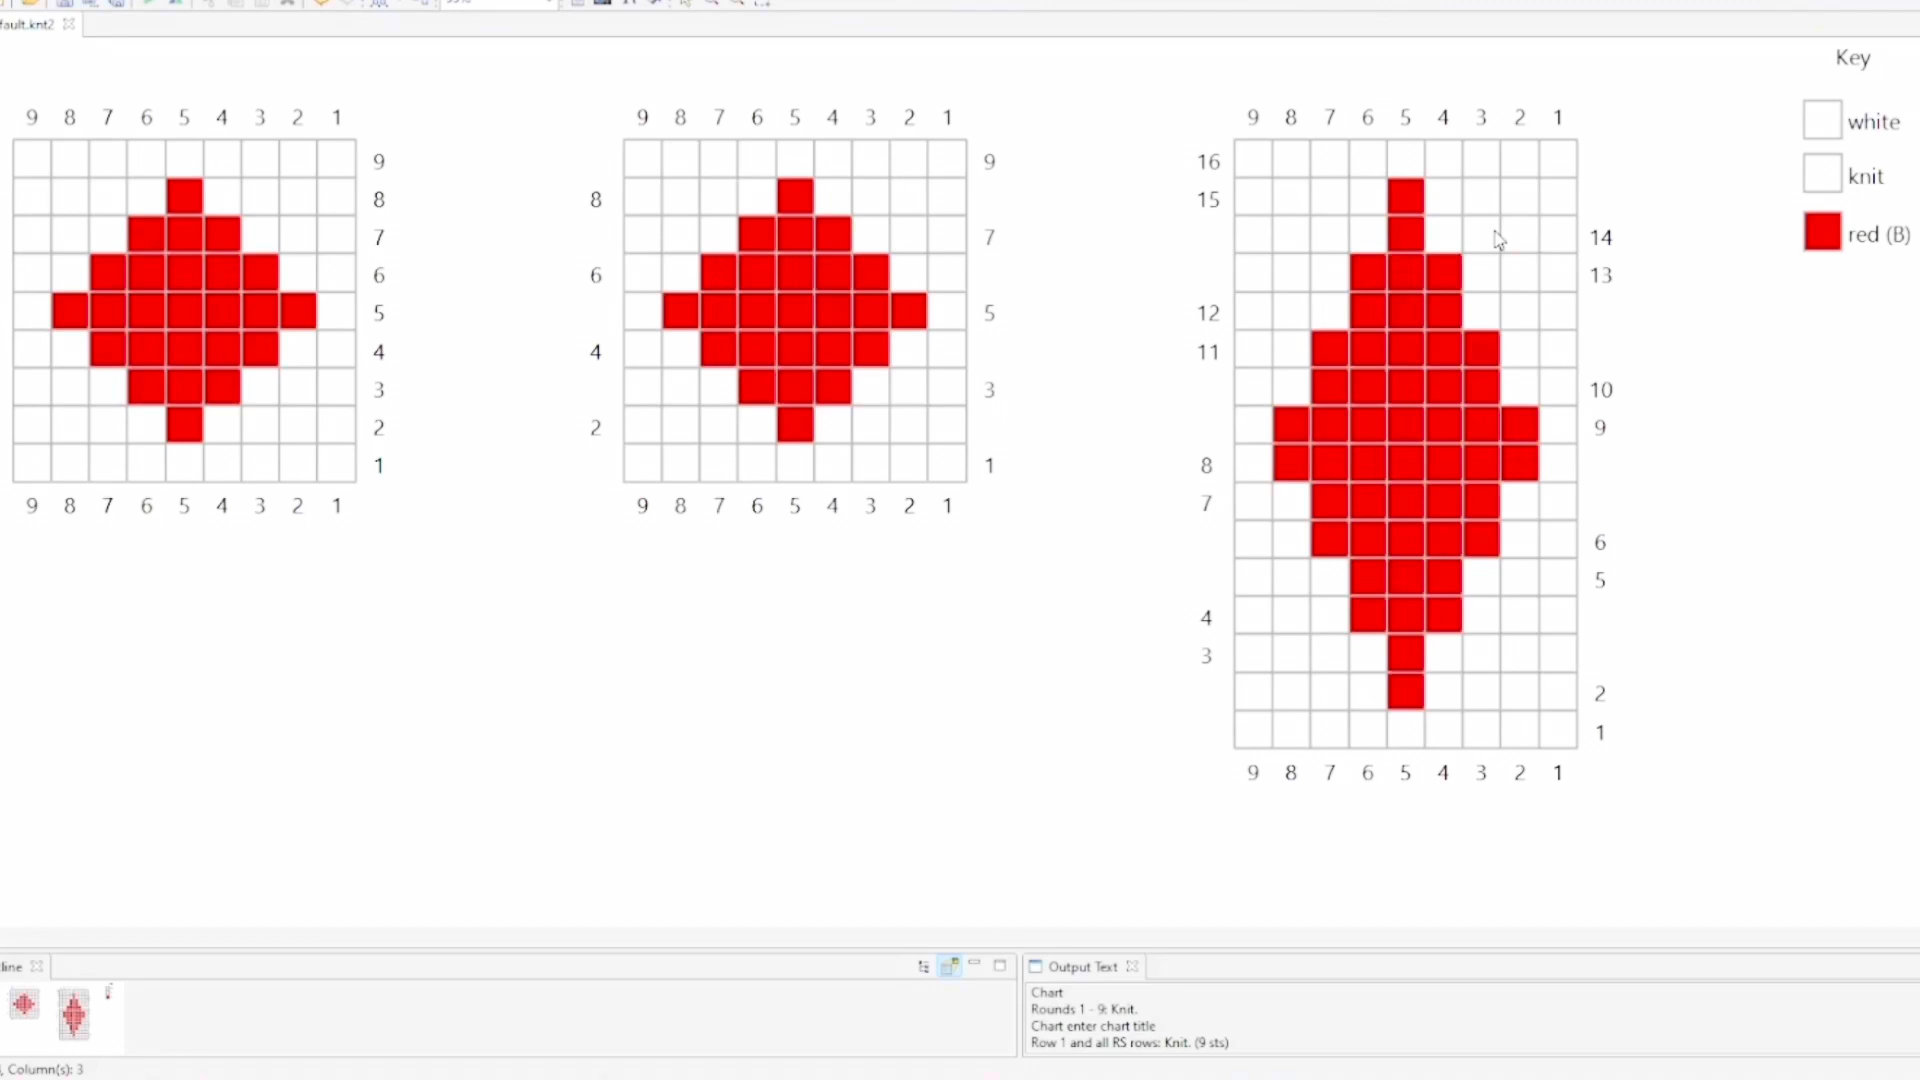 fault.knt2
Key
9 8 7 6 5 4 3 2 1
9 8 7 6 5 4 3 2 1
9 8 7 6 5 4 3 2 1
white
knit
red (B)
9
8
7
6
5
4
3
2
1
9 8 7 6 5 4 3 2 1
9
8
7
6
5
4
3
2
1
9 8 7 6 5 4 3 2 1
16
15
14
13
12
11
10
9
8
7
6
5
4
3
2
1
9 8 7 6 5 4 3 2 1
line
Output Text
Chart
Rounds 1 - 9: Knit.
Chart enter chart title
Row 1 and all RS rows: Knit. (9 sts)
, Column(s): 3